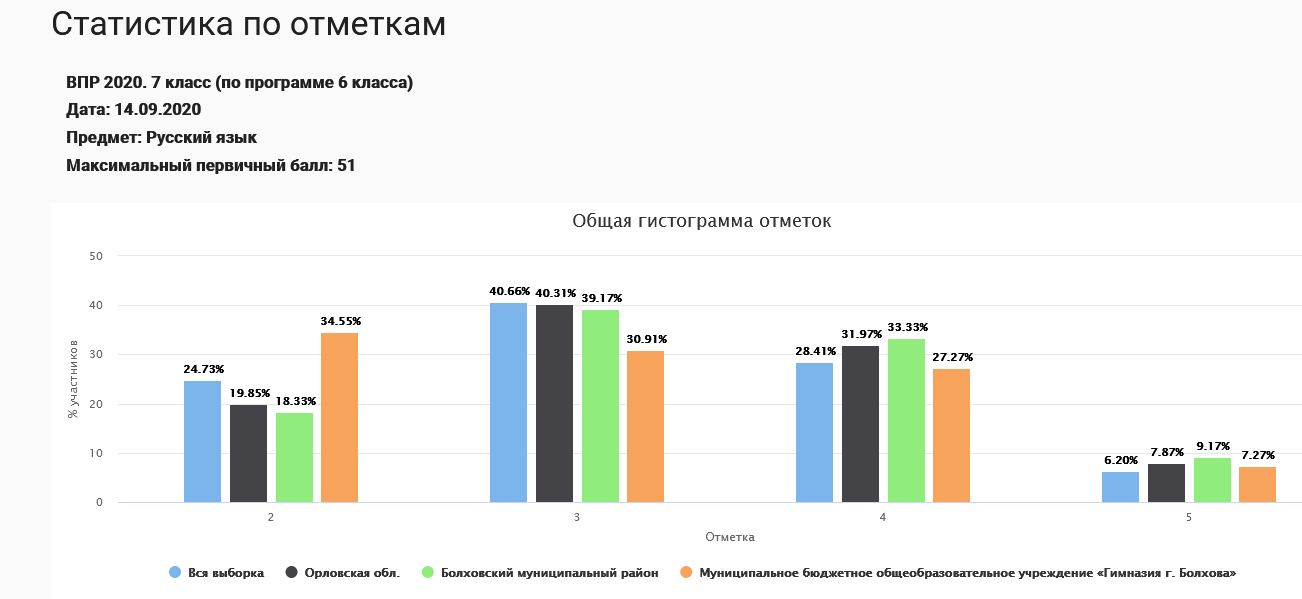 Статистика по отметкам
ВПР 2020. 7 класс (по программе 6 класса)
Дата: 14.09.2020
Предмет: Русский язык
Максимальный первичный балл: 51
Общая гистограмма отметок
% участников
50
40
30
20
10
0
24.73% 19.85% 18.33% 34.55%
40.66% 40.31% 39.17% 30.91%
28.41% 31.97% 33.33% 27.27%
6.20% 7.87% 9.17% 7.27%
2 3 4 5
Отметка
Вся выборка Орловская обл. Болховский муниципальный район Муниципальное бюджетное общеобразовательное учреждение «Гимназия г. Болхова»